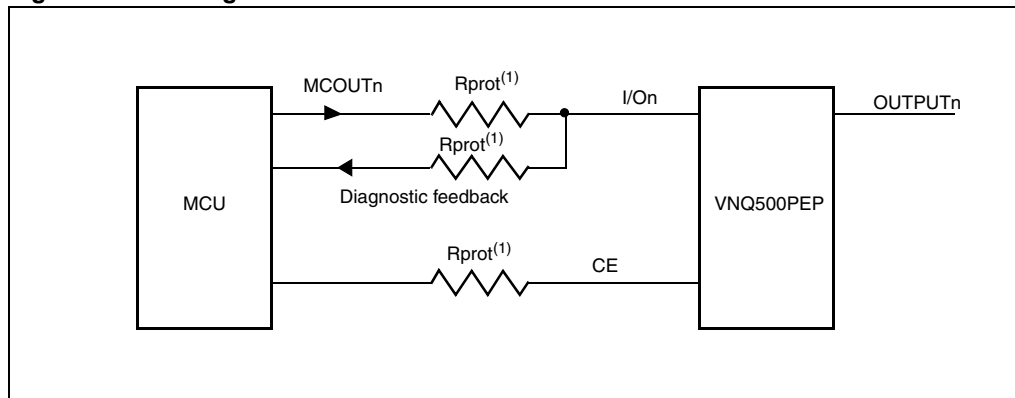 MCOUTn
Rprot(1)
I/On
OUTPUTn
Rprot(1)
Diagnostic feedback
MCU
VNQ500PEP
Rprot(1)
CE